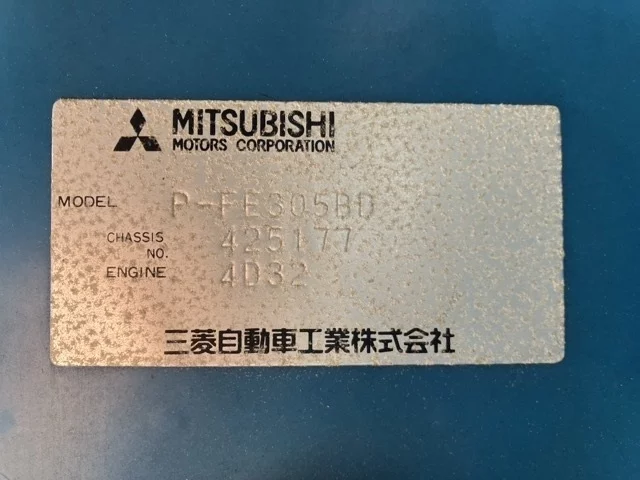 MITSUBISHI
MOTORS CORPORATION
MODEL P-FE305BD
CHASSIS NO. 425177
ENGINE 4D32
三菱自動車工業株式会社